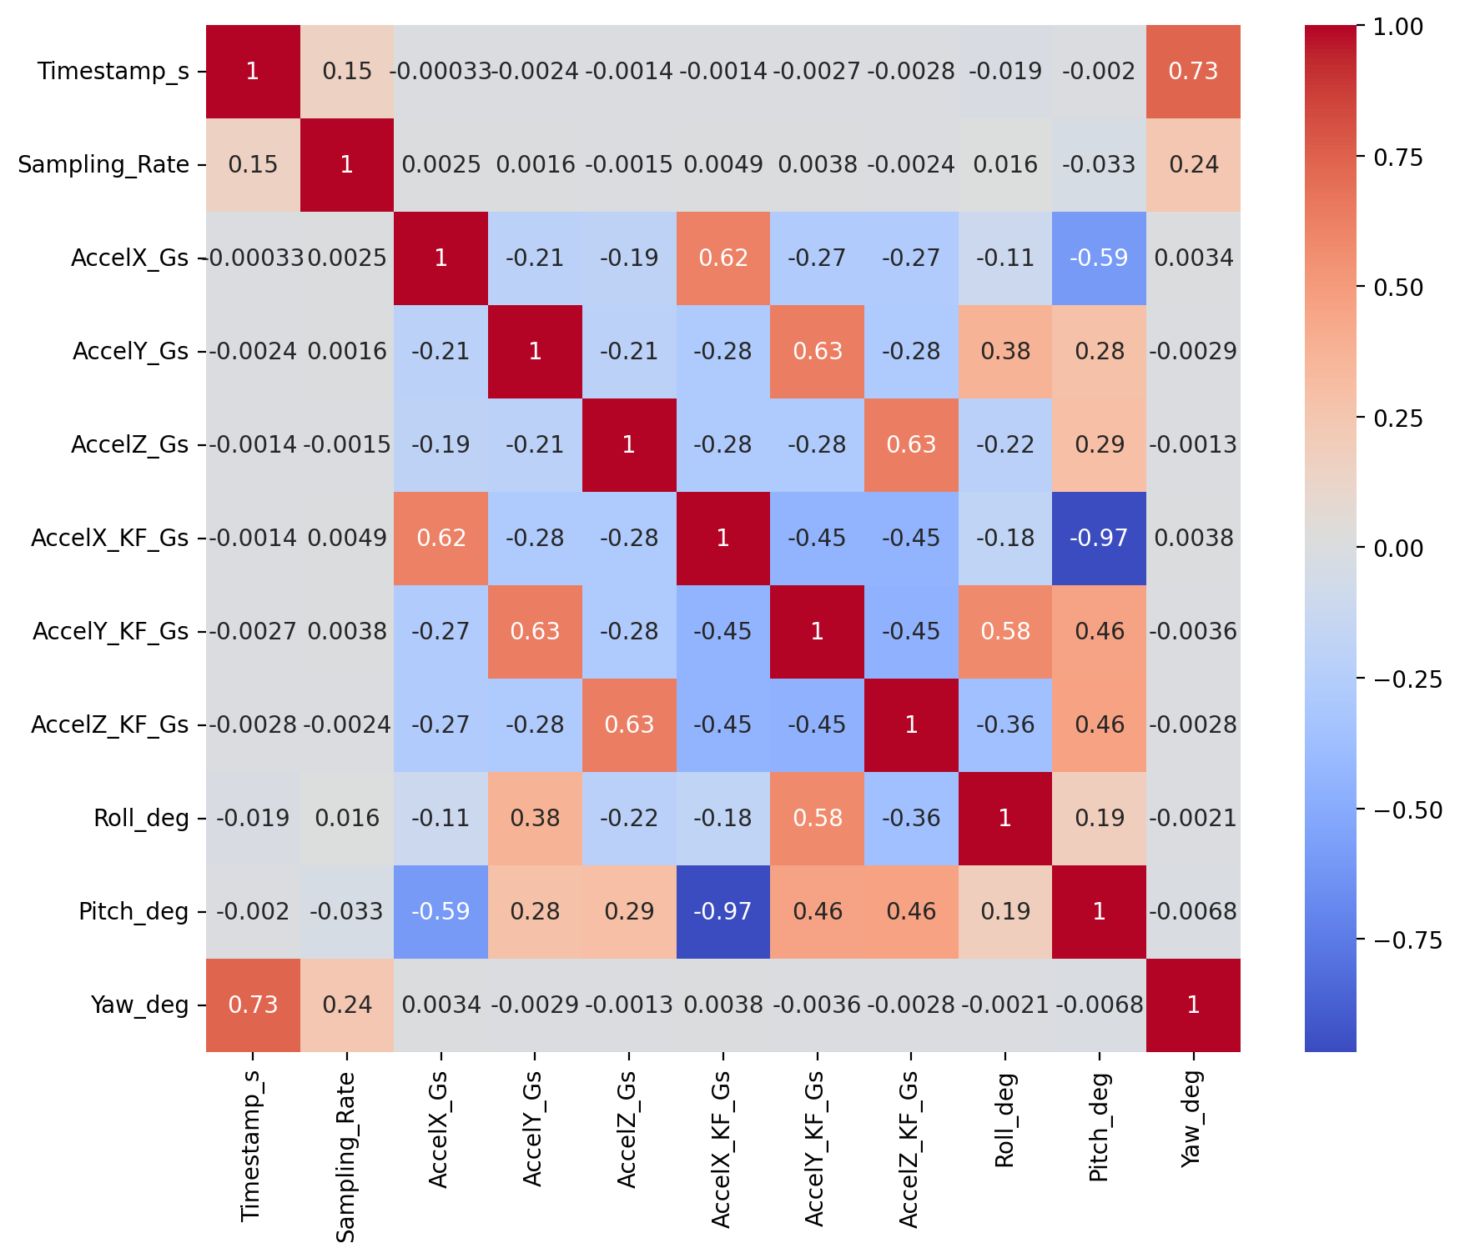 Timestamp_s 1 0.15 -0.00033 -0.0024 -0.0014 -0.0014 -0.0027 -0.0028 -0.019 -0.002 0.73
Sampling_Rate 0.15 1 0.0025 0.0016 -0.0015 0.0049 0.0038 -0.0024 0.016 -0.033 0.24
AccelX_Gs -0.00033 0.0025 1 -0.21 -0.19 0.62 -0.27 -0.27 -0.11 -0.59 0.0034
AccelY_Gs -0.0024 0.0016 -0.21 1 -0.21 -0.28 0.63 -0.28 0.38 0.28 -0.0029
AccelZ_Gs -0.0014 -0.0015 -0.19 -0.21 1 -0.28 -0.28 0.63 -0.22 0.29 -0.0013
AccelX_KF_Gs -0.0014 0.0049 0.62 -0.28 -0.28 1 -0.45 -0.45 -0.18 -0.97 0.0038
AccelY_KF_Gs -0.0027 0.0038 -0.27 0.63 -0.28 -0.45 1 -0.45 0.58 0.46 -0.0036
AccelZ_KF_Gs -0.0028 -0.0024 -0.27 -0.28 0.63 -0.45 -0.45 1 -0.36 0.46 -0.0028
Roll_deg -0.019 0.016 -0.11 0.38 -0.22 -0.18 0.58 -0.36 1 0.19 -0.0021
Pitch_deg -0.002 -0.033 -0.59 0.28 0.29 -0.97 0.46 0.46 0.19 1 -0.0068
Yaw_deg 0.73 0.24 0.0034 -0.0029 -0.0013 0.0038 -0.0036 -0.0028 -0.0021 -0.0068 1
Timestamp_s
Sampling_Rate
AccelX_Gs
AccelY_Gs
AccelZ_Gs
AccelX_KF_Gs
AccelY_KF_Gs
AccelZ_KF_Gs
Roll_deg
Pitch_deg
Yaw_deg
1.00
0.75
0.50
0.25
0.00
−0.25
−0.50
−0.75